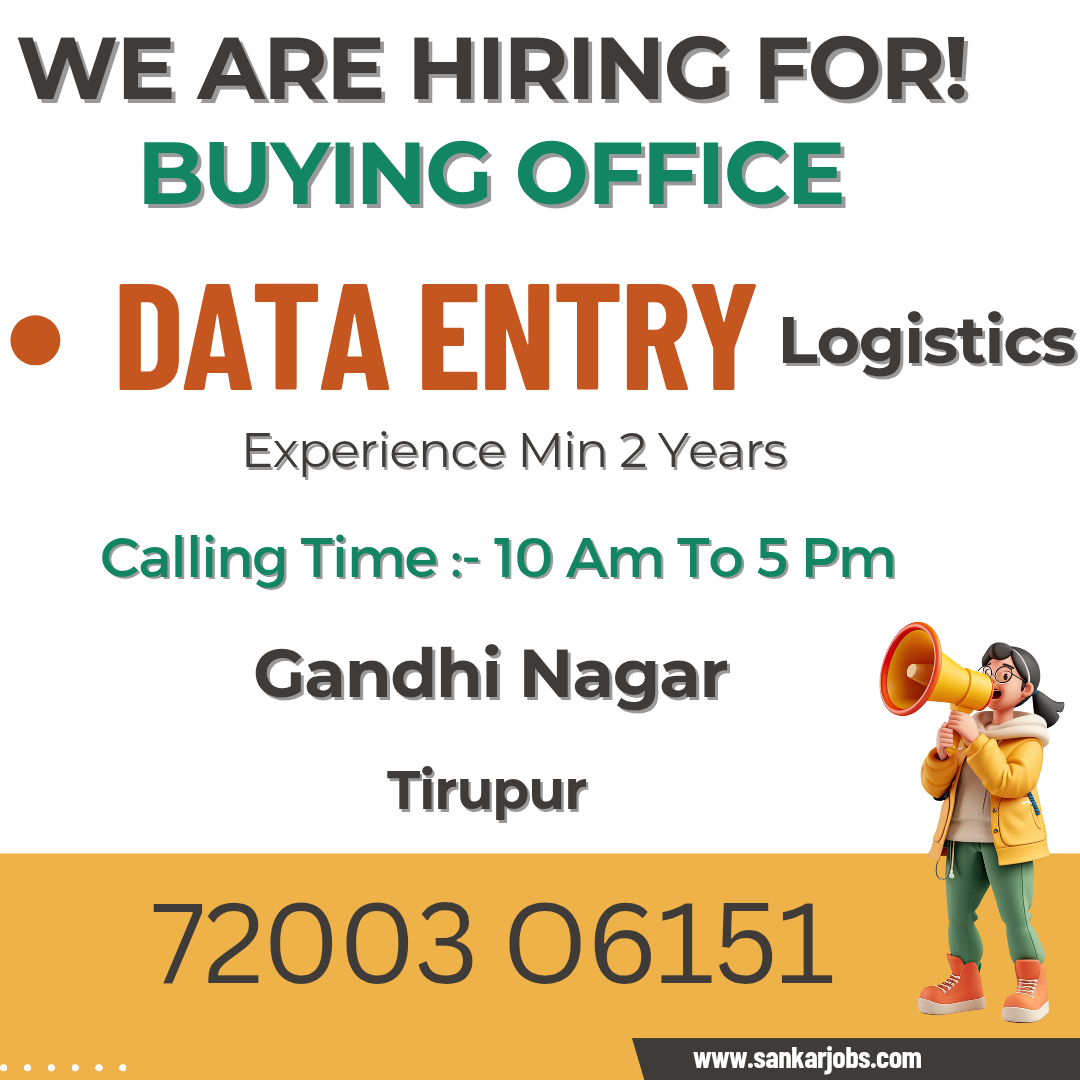 WE ARE HIRING FOR!
BUYING OFFICE
• DATA ENTRY Logistics
Experience Min 2 Years
Calling Time :- 10 Am To 5 Pm
Gandhi Nagar
Tirupur
72003 06151
www.sankarjobs.com